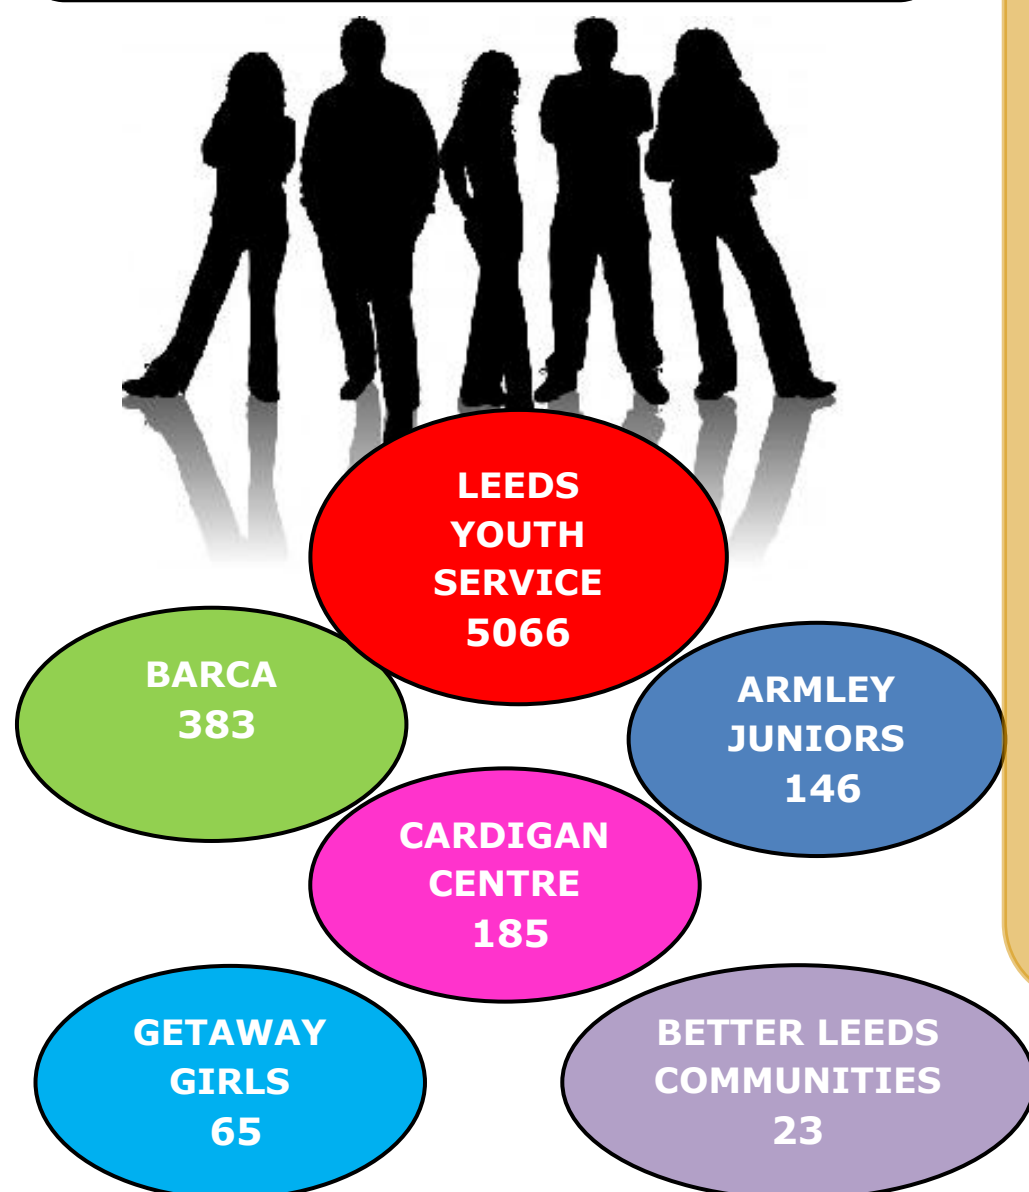 LEEDS
YOUTH
SERVICE
5066
BARCA
383
ARMLEY
JUNIORS
146
CARDIGAN
CENTRE
185
GETAWAY
GIRLS
65
BETTER LEEDS
COMMUNITIES
23